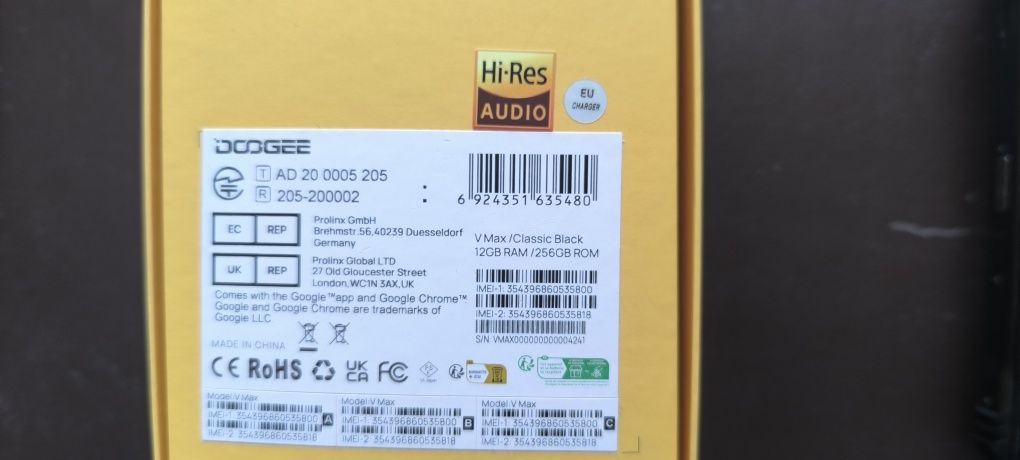 Hi·Res
AUDIO
EU
CHARGER
DOOGEE
T AD 20 0005 205
R 205-200002
6 924351 635480
EC REP
Prolinx GmbH
Brehmstr.56,40239 Duesseldorf
Germany
UK REP
Prolinx Global LTD
27 Old Gloucester Street
London,WC1N 3AX,UK
Comes with the Google™app and Google Chrome™
Google and Google Chrome are trademarks of
Google LLC
MADE IN CHINA
V Max /Classic Black
12GB RAM /256GB ROM
IMEI-1: 354396860535800
IMEI-2: 354396860535818
S/N: VMAX000000000004241
CE RoHS UK CA FC
Model:V Max
IMEI-1: 354396860535800 A
IMEI-2: 354396860535818
Model:V Max
IMEI-1: 354396860535800 B
IMEI-2: 354396860535818
Model:V Max
IMEI-1: 354396860535800 C
IMEI-2: 354396860535818